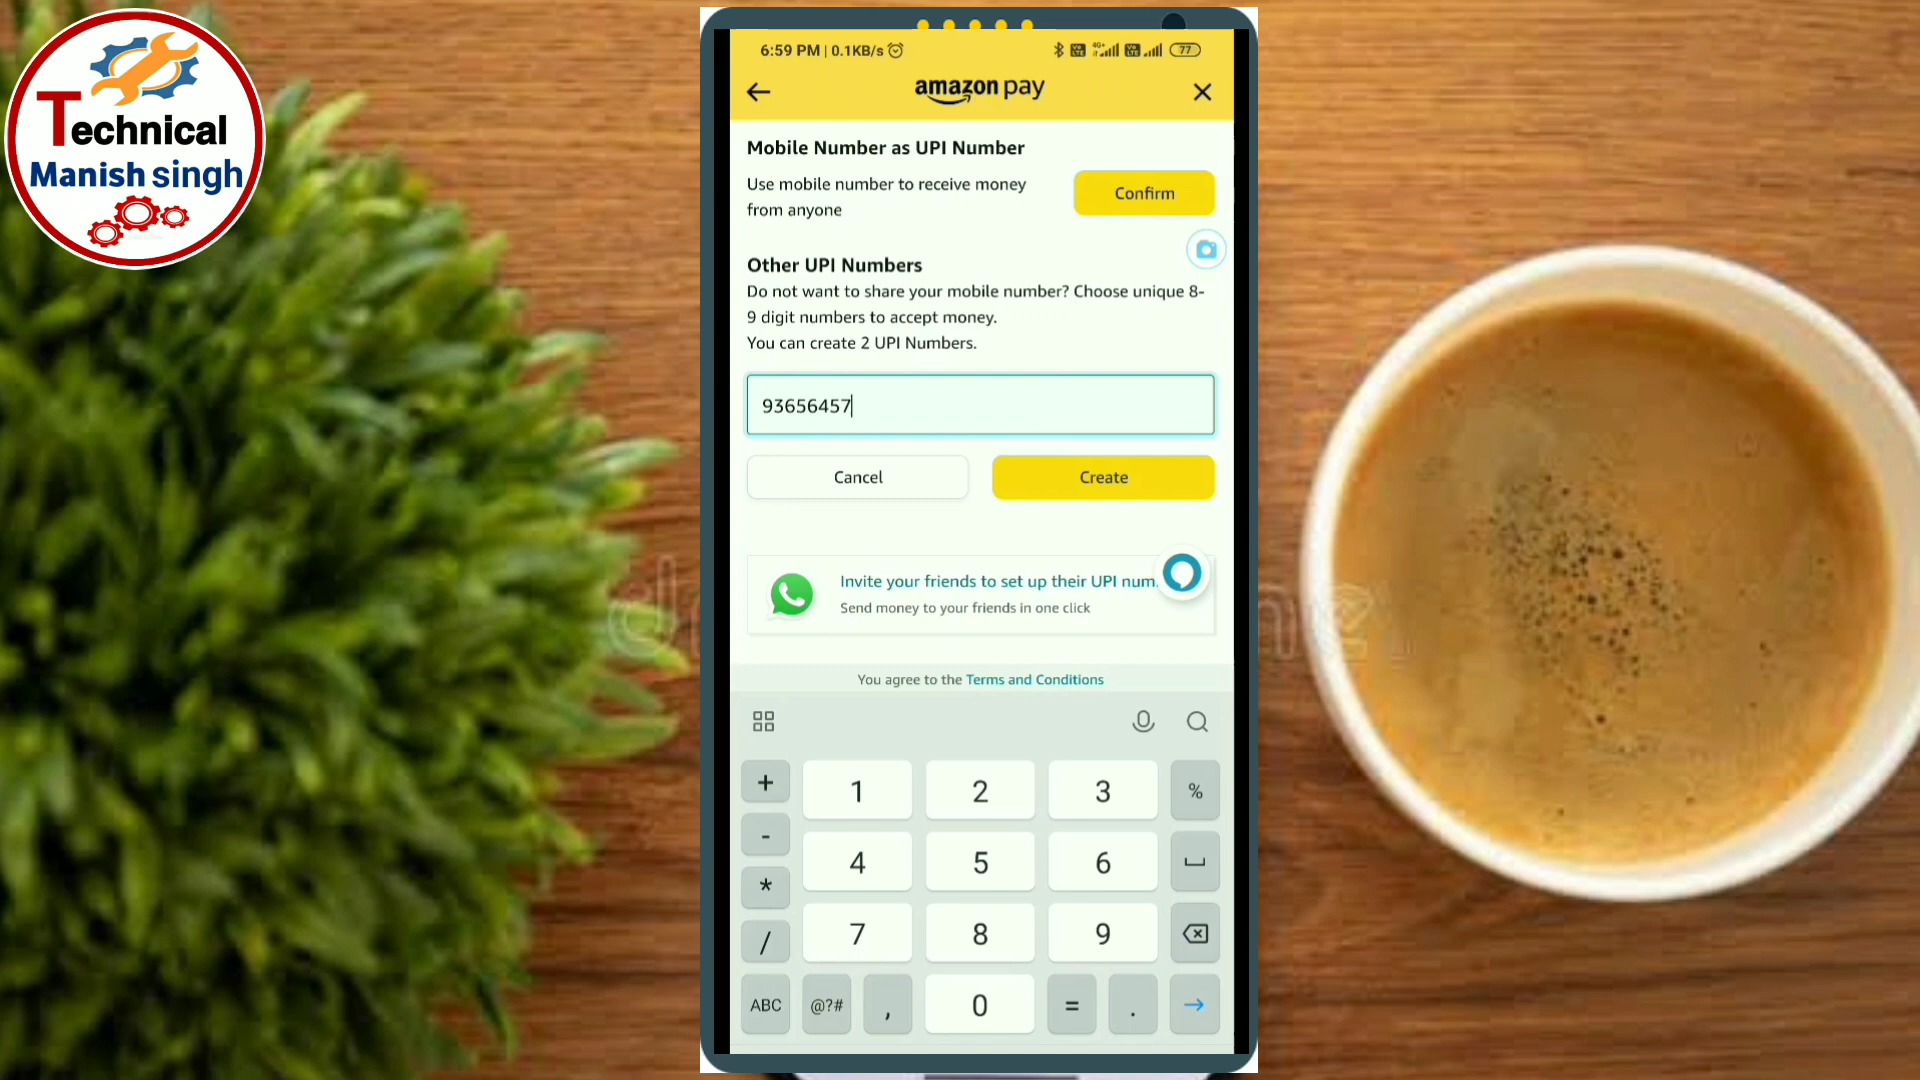 Technical
Manish singh
6:59 PM | 0.1KB/s
77
amazon pay
Mobile Number as UPI Number
Use mobile number to receive money
from anyone
Confirm
Other UPI Numbers
Do not want to share your mobile number? Choose unique 8-
9 digit numbers to accept money.
You can create 2 UPI Numbers.
93656457
Cancel
Create
Invite your friends to set up their UPI num
Send money to your friends in one click
You agree to the Terms and Conditions
+ 1 2 3 %
- 4 5 6
* 7 8 9
/
ABC @?# , 0 = .